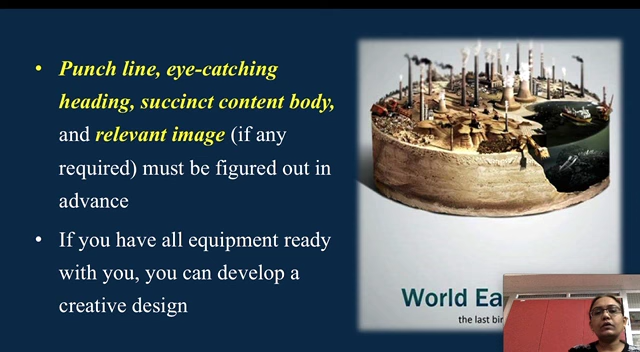 • Punch line, eye-catching
heading, succinct content body,
and relevant image (if any
required) must be figured out in
advance
• If you have all equipment ready
with you, you can develop a
creative design
World Ea
the last bir